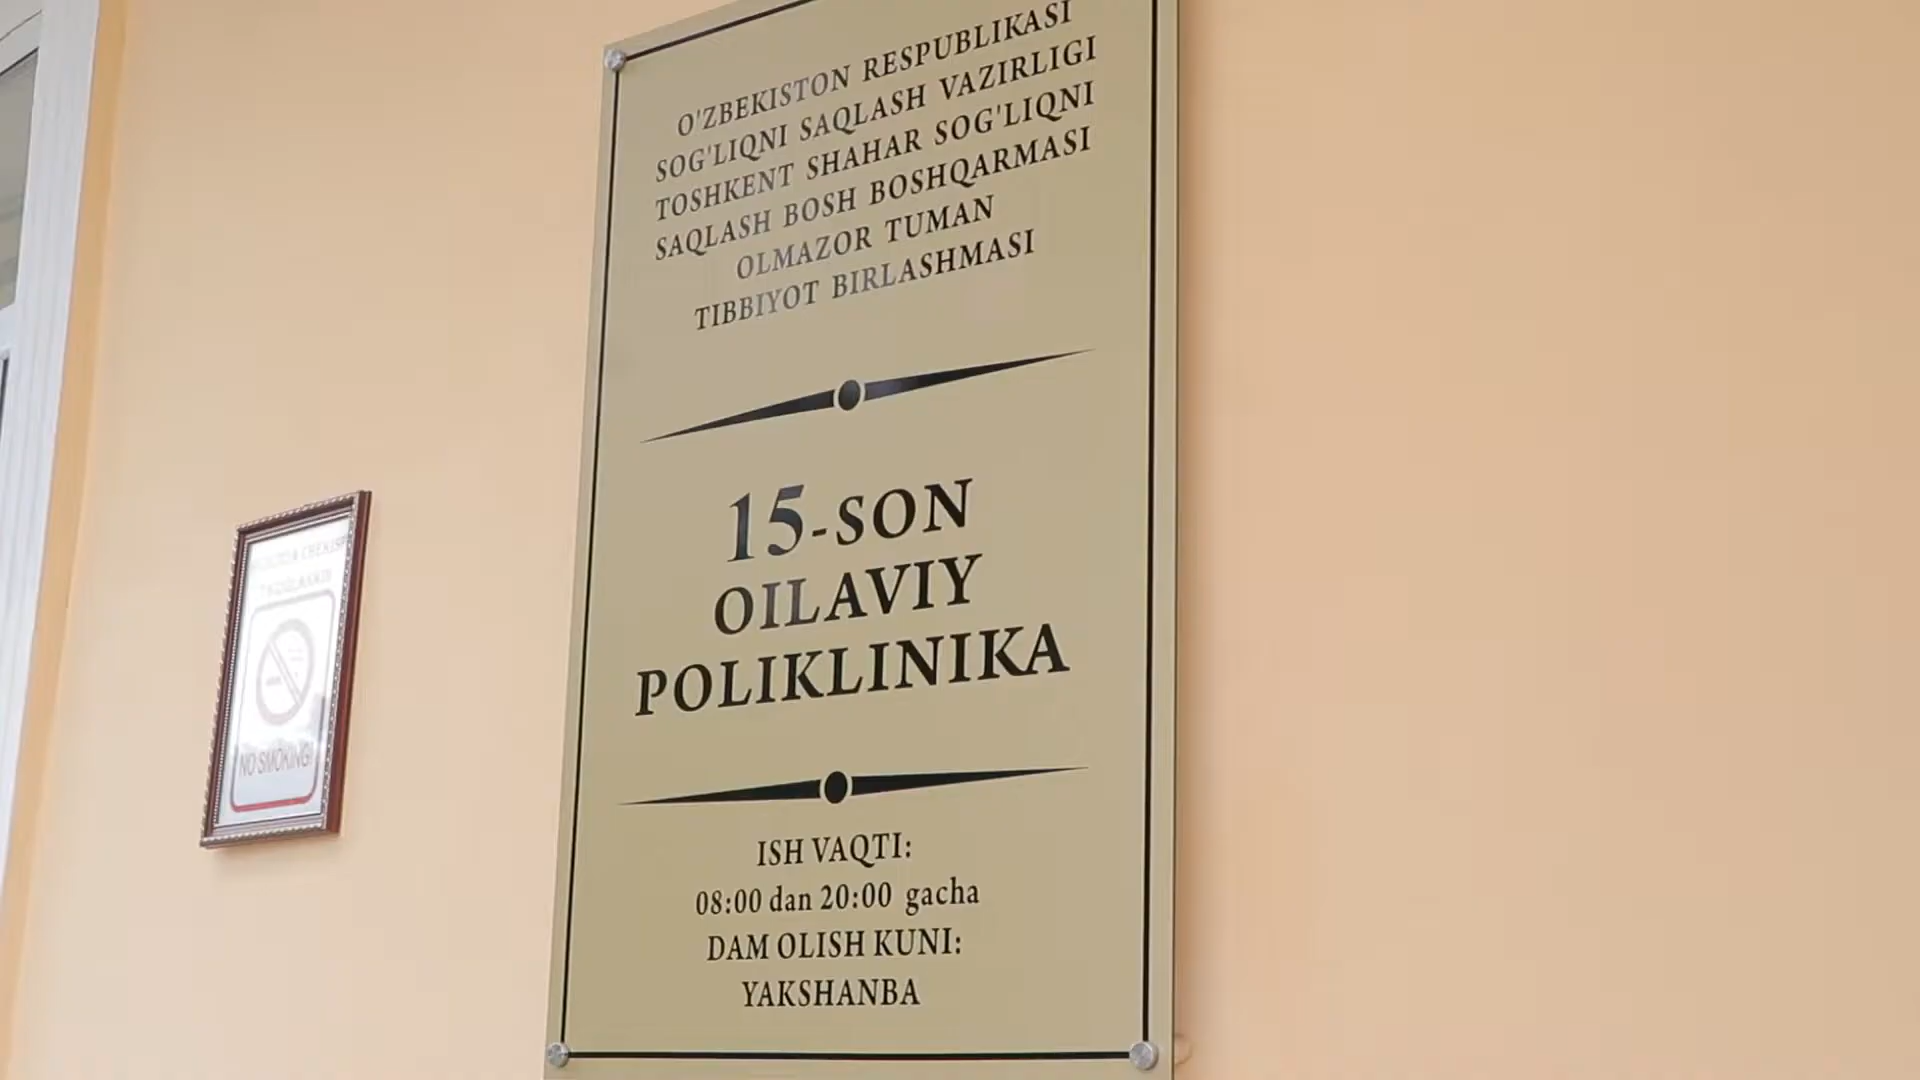 O'ZBEKISTON RESPUBLIKASI
SOG'LIQNI SAQLASH VAZIRLIGI
TOSHKENT SHAHAR SOG'LIQNI
SAQLASH BOSH BOSHQARMASI
OLMAZOR TUMAN
TIBBIYOT BIRLASHMASI
15-SON
OILAVIY
POLIKLINIKA
ISH VAQTI:
08:00 dan 20:00 gacha
DAM OLISH KUNI:
YAKSHANBA
NO SMOKING!